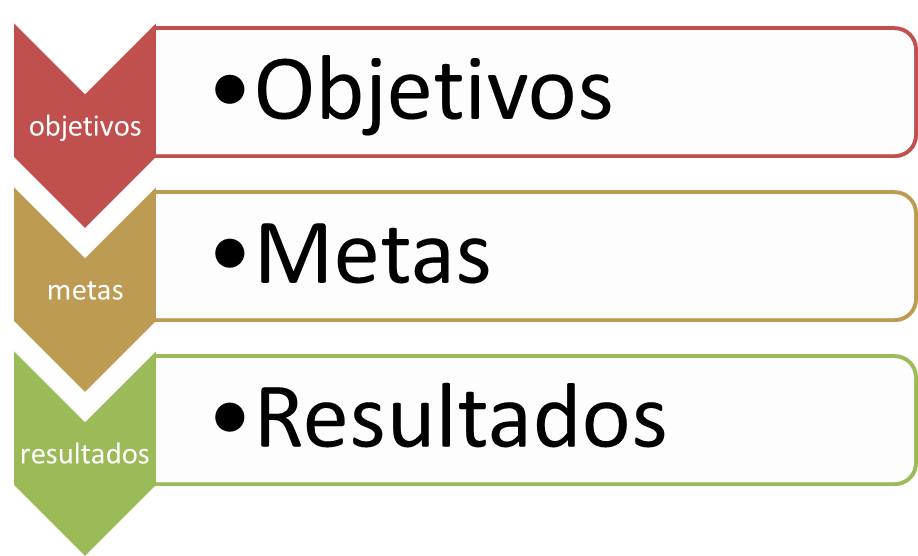 objetivos
•Objetivos
metas
•Metas
resultados
•Resultados